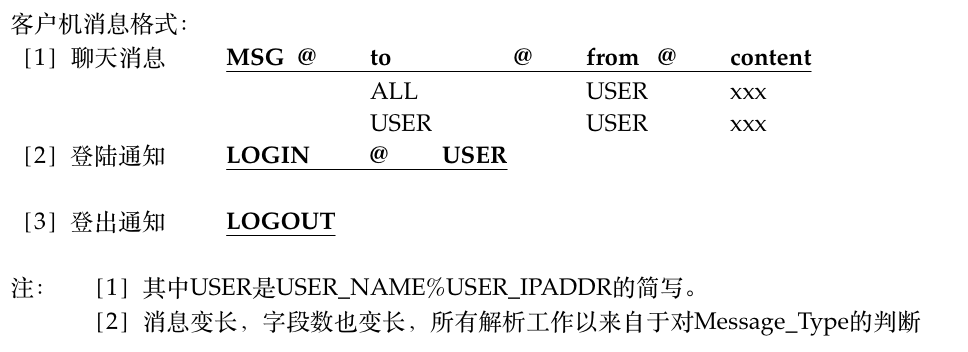 客户机消息格式：
[1] 聊天消息 MSG @ to @ from @ content
ALL USER xxx
USER USER xxx
[2] 登陆通知 LOGIN @ USER
[3] 登出通知 LOGOUT
注： [1] 其中USER是USER_NAME%USER_IPADDR的简写。
[2] 消息变长，字段数也变长，所有解析工作以来自于对Message_Type的判断